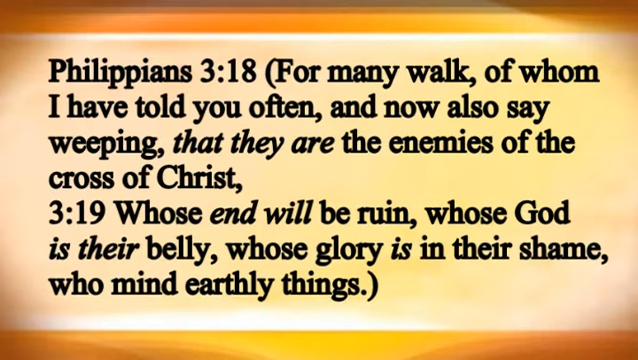 Philippians 3:18 (For many walk, of whom
I have told you often, and now also say
weeping, that they are the enemies of the
cross of Christ,
3:19 Whose end will be ruin, whose God
is their belly, whose glory is in their shame,
who mind earthly things.)